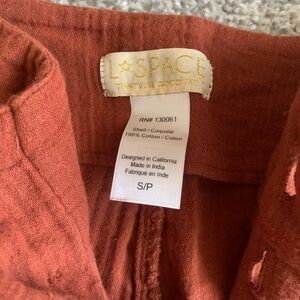 L*SPACE
RN# 130061
Shell / Coquille
100% Cotton / Coton
Designed in California
Made in India
Fabriqué en Inde
S/P